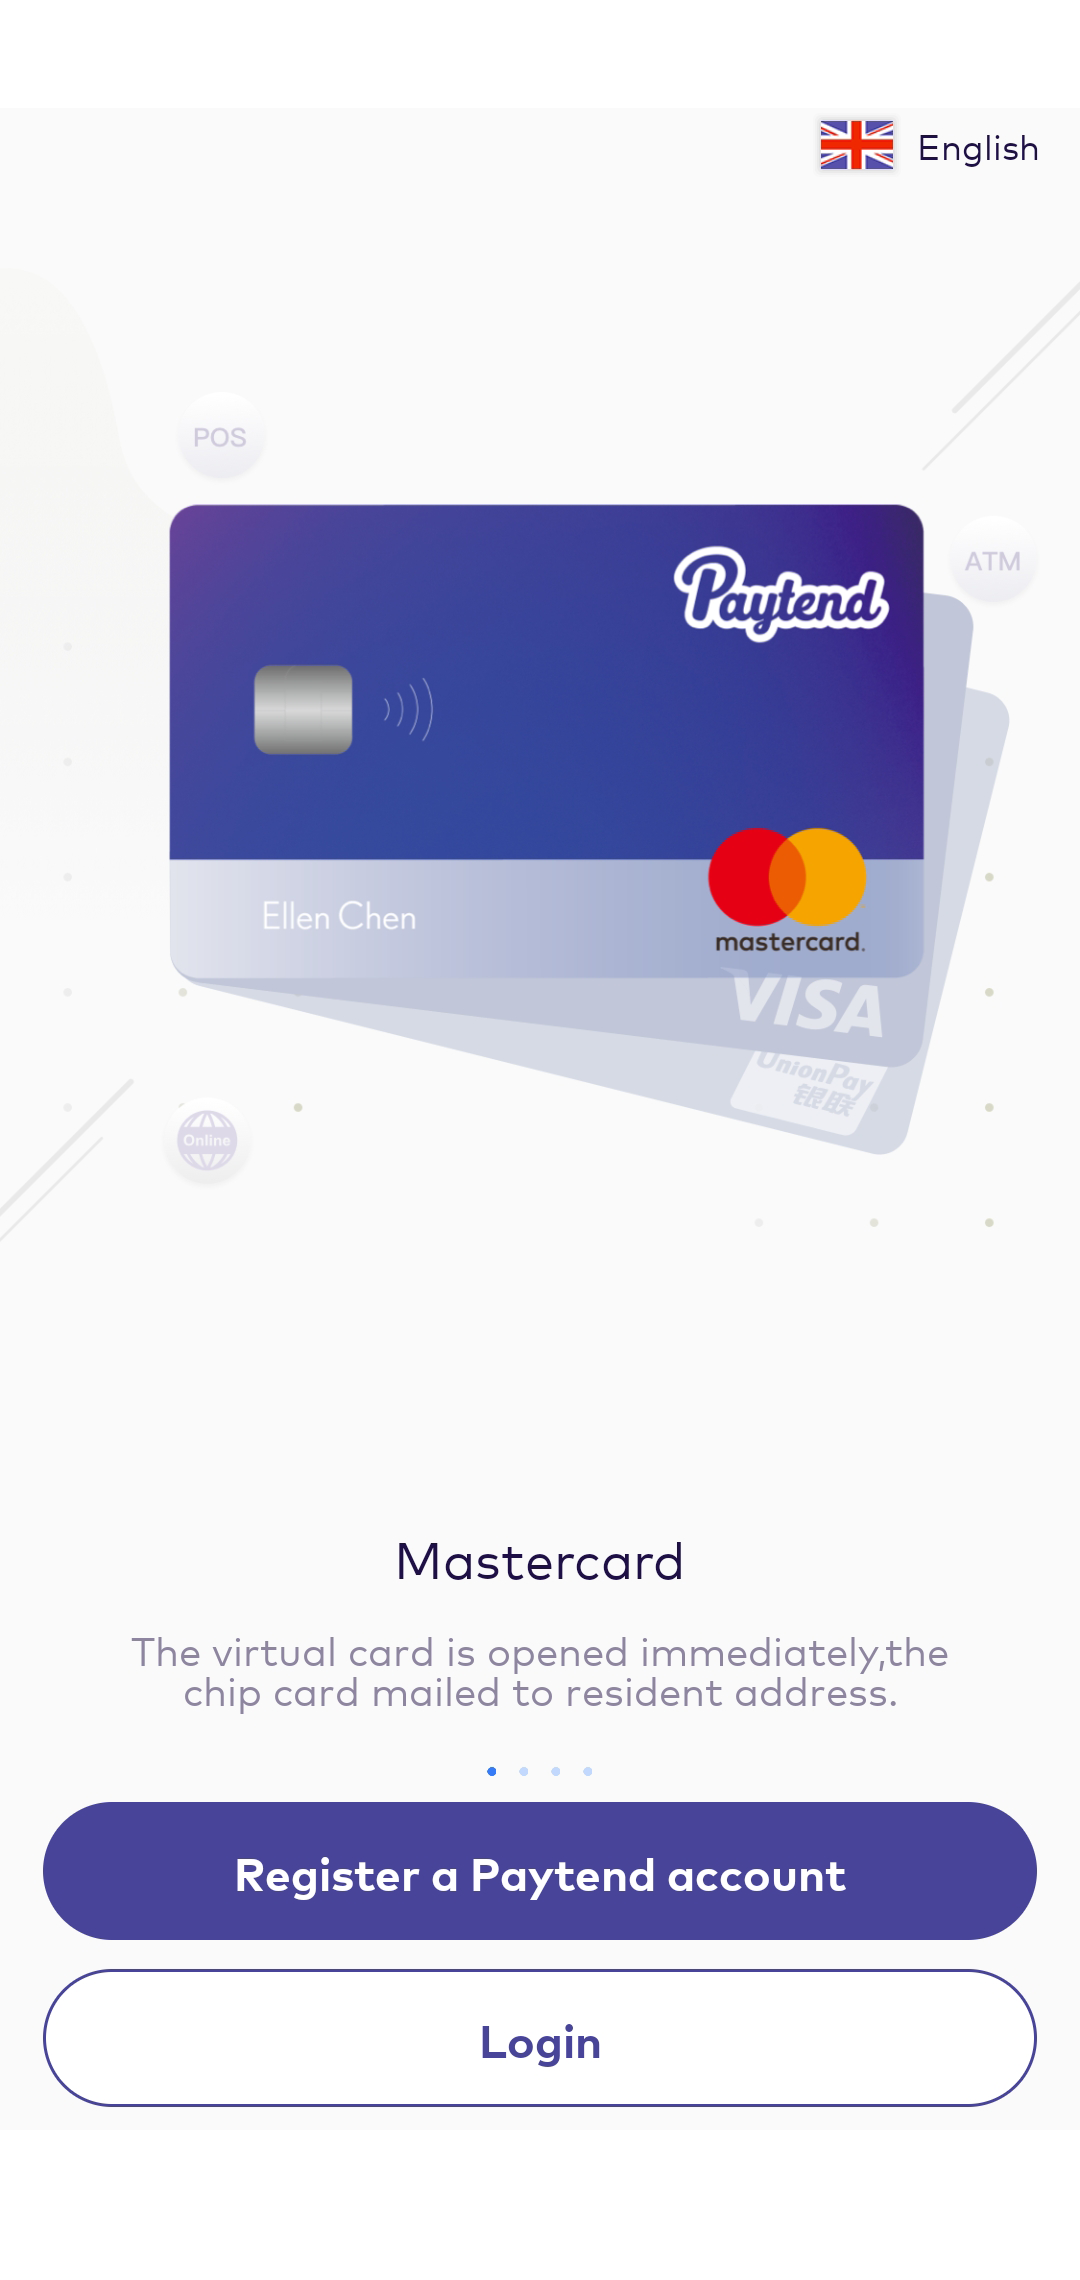 English
POS
ATM
Paytend
Ellen Chen
mastercard.
VISA
UnionPay
银联
Online
Mastercard
The virtual card is opened immediately,the
chip card mailed to resident address.
Register a Paytend account
Login